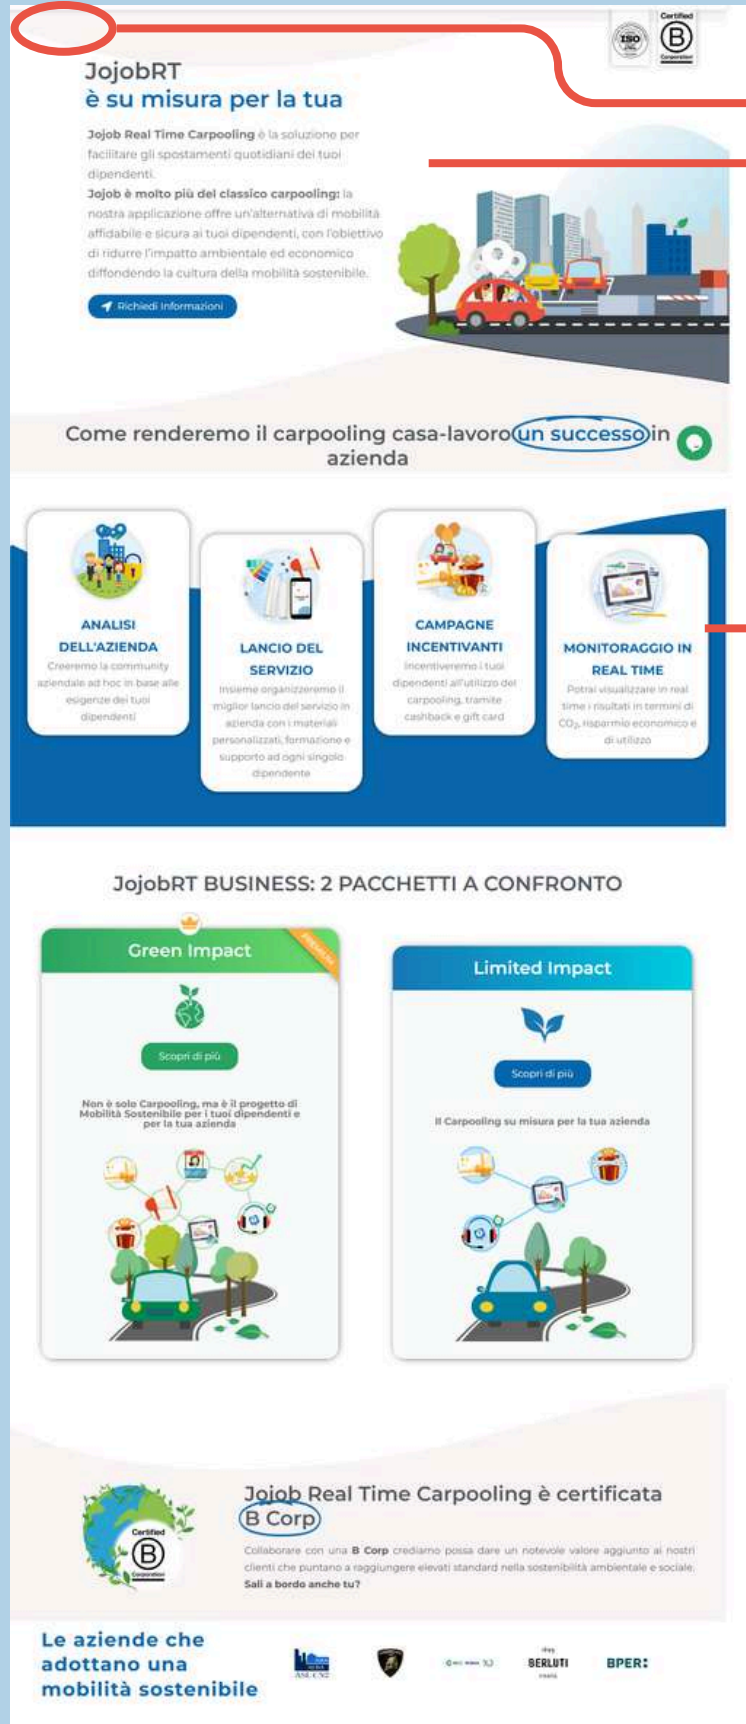 Certified
ISO
B
Corporation
JojobRT
è su misura per la tua
Jojob Real Time Carpooling è la soluzione per
facilitare gli spostamenti quotidiani dei tuoi
dipendenti.
Jojob è molto più del classico carpooling: la
nostra applicazione offre un'alternativa di mobilità
affidabile e sicura ai tuoi dipendenti, con l'obiettivo
di ridurre l'impatto ambientale ed economico
diffondendo la cultura della mobilità sostenibile.
Richiedi Informazioni
Come renderemo il carpooling casa-lavoro un successo in
azienda
ANALISI
DELL'AZIENDA
Creeremo la community
aziendale ad hoc in base alle
esigenze dei tuoi
dipendenti
LANCIO DEL
SERVIZIO
Insieme organizzeremo il
miglior lancio del servizio in
azienda con i materiali
personalizzati, formazione e
supporto ad ogni singolo
dipendente
CAMPAGNE
INCENTIVANTI
Incentiveremo i tuoi
dipendenti all'utilizzo del
carpooling, tramite
cashback e gift card
MONITORAGGIO IN
REAL TIME
Potrai visualizzare in real
time i risultati in termini di
CO₂, risparmio economico e
di utilizzo
JojobRT BUSINESS: 2 PACCHETTI A CONFRONTO
Green Impact
PREMIUM
Scopri di più
Non è solo Carpooling, ma è il progetto di
Mobilità Sostenibile per i tuoi dipendenti e
per la tua azienda
Limited Impact
Scopri di più
Il Carpooling su misura per la tua azienda
Certified
B
Corporation
Jojob Real Time Carpooling è certificata
B Corp
Collaborare con una B Corp crediamo possa dare un notevole valore aggiunto ai nostri
clienti che puntano a raggiungere elevati standard nella sostenibilità ambientale e sociale.
Sali a bordo anche tu?
Le aziende che
adottano una
mobilità sostenibile
ASL CN2
BERLUTI
BPER: